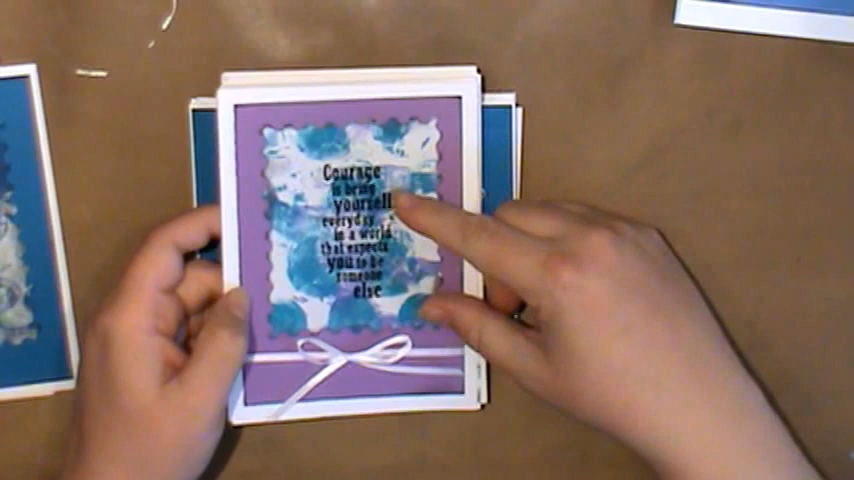 Courage
is being
yourself
everyday
in a world
that expects
you to be
someone
else